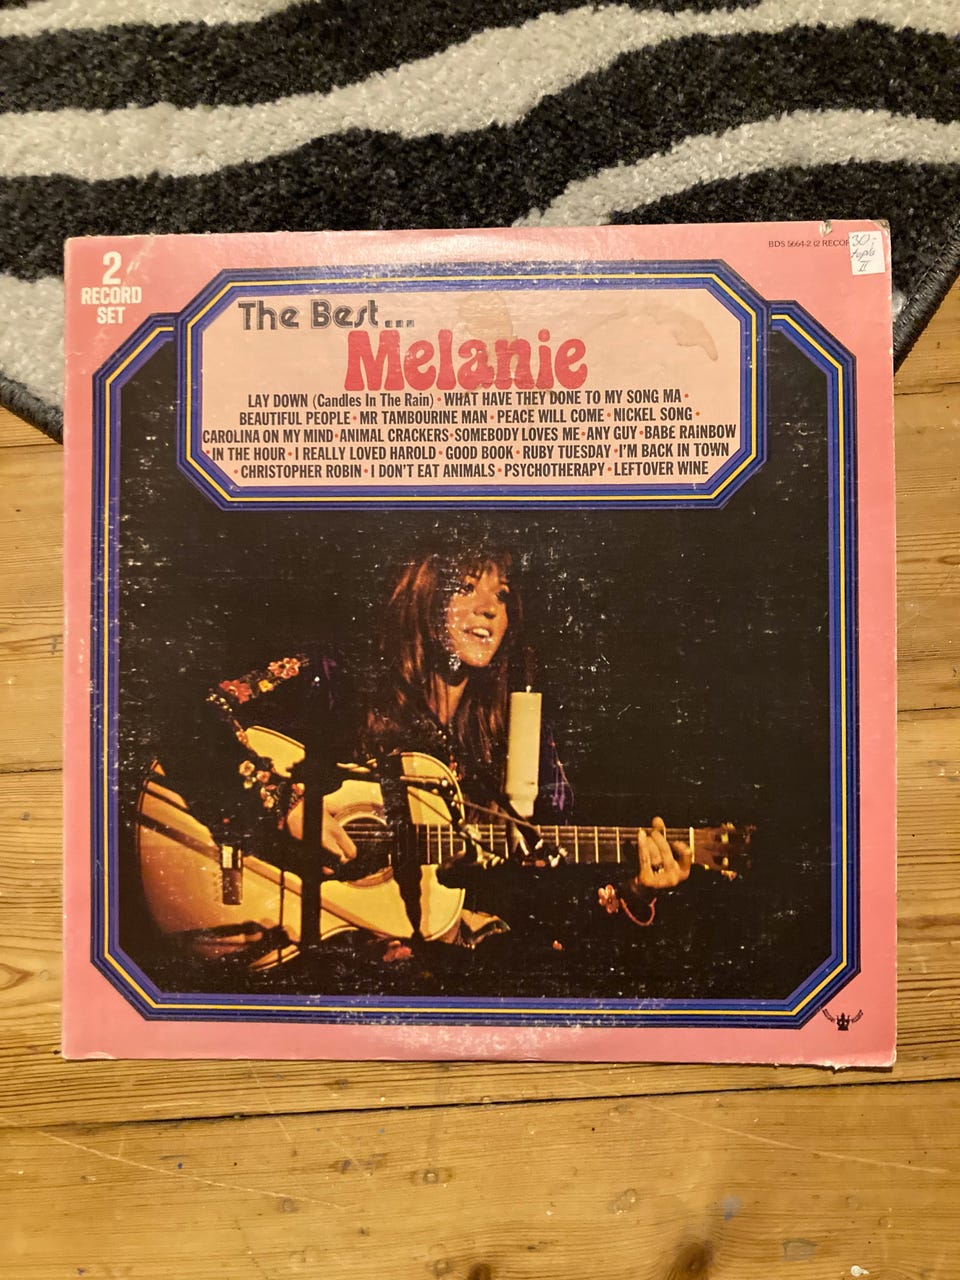 2
RECORD
SET
BDS 5664-2 (2 RECOR
30:-
II
The Best...
Melanie
LAY DOWN (Candles In The Rain) • WHAT HAVE THEY DONE TO MY SONG MA •
BEAUTIFUL PEOPLE • MR TAMBOURINE MAN • PEACE WILL COME • NICKEL SONG •
CAROLINA ON MY MIND • ANIMAL CRACKERS • SOMEBODY LOVES ME • ANY GUY • BABE RAINBOW
• IN THE HOUR • I REALLY LOVED HAROLD • GOOD BOOK • RUBY TUESDAY • I'M BACK IN TOWN
• CHRISTOPHER ROBIN • I DON'T EAT ANIMALS • PSYCHOTHERAPY • LEFTOVER WINE